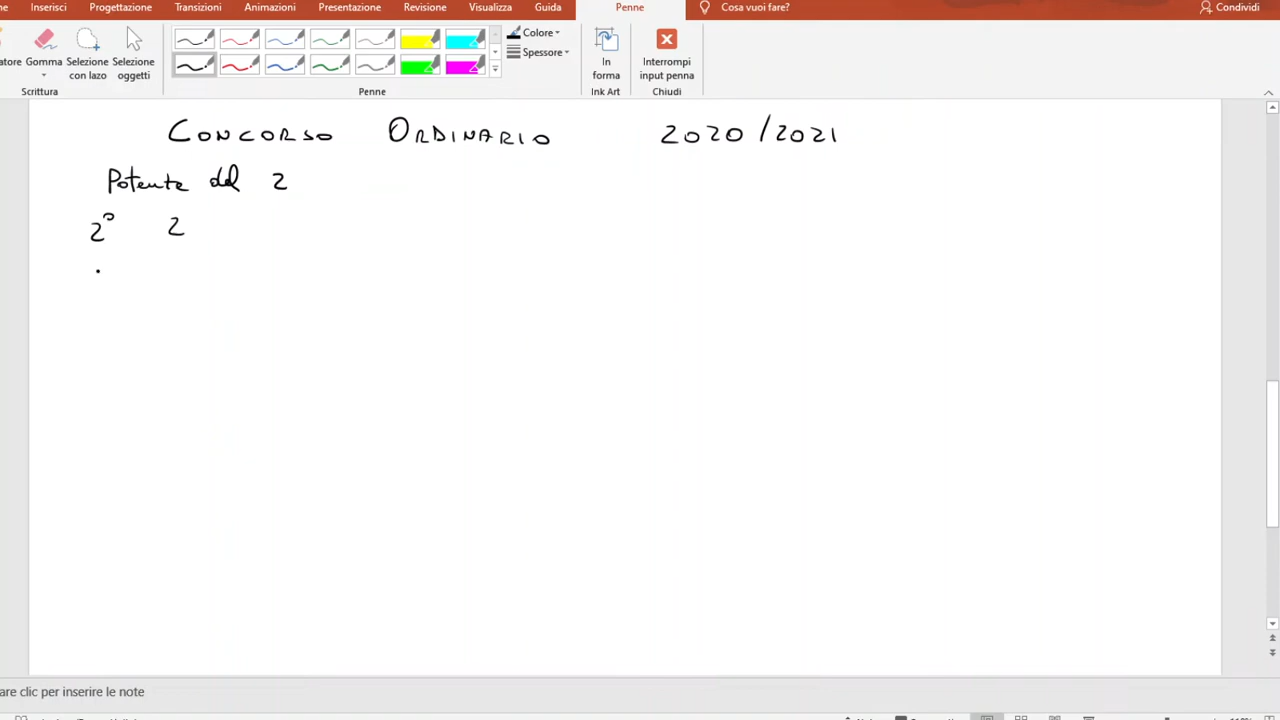 Inserisci Progettazione Transizioni Animazioni Presentazione Revisione Visualizza Guida Penne Cosa vuoi fare? Condividi
Gomma Selezione con lazo Selezione oggetti
Colore
Spessore
In forma
Interrompi input penna
Scrittura Penne Ink Art Chiudi
CONCORSO ORDINARIO 2020/2021
Potente del 2
2° 2
are clic per inserire le note